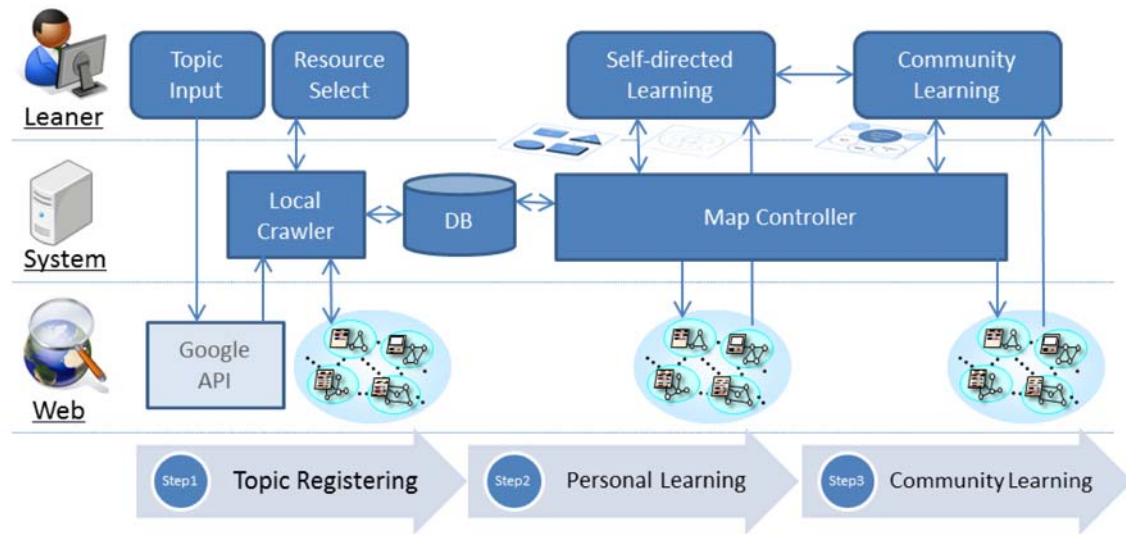 Topic
Input
Resource
Select
Self-directed
Learning
Community
Learning
Leaner
Local
Crawler
DB
Map Controller
System
Google
API
Web
Step1
Topic Registering
Step2
Personal Learning
Step3
Community Learning